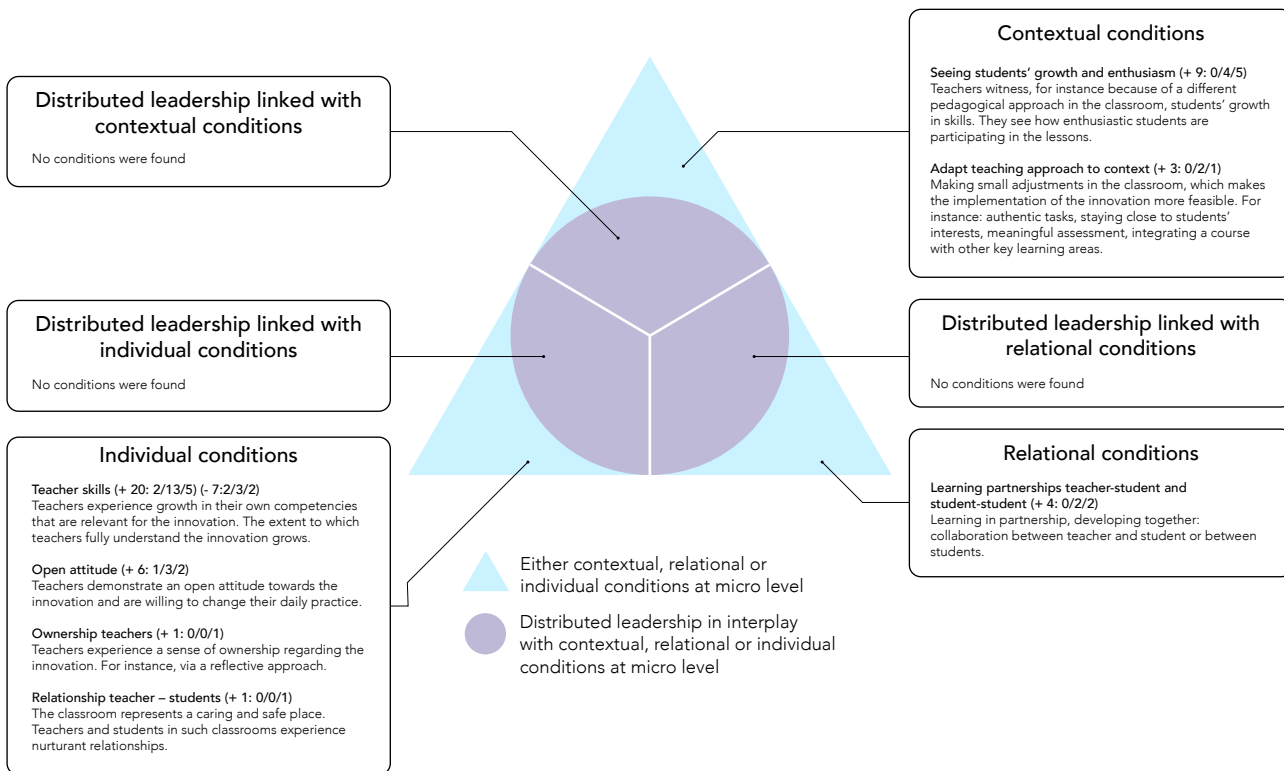 Distributed leadership linked with
contextual conditions
No conditions were found
Distributed leadership linked with
individual conditions
No conditions were found
Individual conditions
Teacher skills (+ 20: 2/13/5) (- 7:2/3/2)
Teachers experience growth in their own competencies
that are relevant for the innovation. The extent to which
teachers fully understand the innovation grows.
Open attitude (+ 6: 1/3/2)
Teachers demonstrate an open attitude towards the
innovation and are willing to change their daily practice.
Ownership teachers (+ 1: 0/0/1)
Teachers experience a sense of ownership regarding the
innovation. For instance, via a reflective approach.
Relationship teacher – students (+ 1: 0/0/1)
The classroom represents a caring and safe place.
Teachers and students in such classrooms experience
nurturant relationships.
Either contextual, relational or
individual conditions at micro level
Distributed leadership in interplay
with contextual, relational or individual
conditions at micro level
Contextual conditions
Seeing students' growth and enthusiasm (+ 9: 0/4/5)
Teachers witness, for instance because of a different
pedagogical approach in the classroom, students' growth
in skills. They see how enthusiastic students are
participating in the lessons.
Adapt teaching approach to context (+ 3: 0/2/1)
Making small adjustments in the classroom, which makes
the implementation of the innovation more feasible. For
instance: authentic tasks, staying close to students'
interests, meaningful assessment, integrating a course
with other key learning areas.
Distributed leadership linked with
relational conditions
No conditions were found
Relational conditions
Learning partnerships teacher-student and
student-student (+ 4: 0/2/2)
Learning in partnership, developing together:
collaboration between teacher and student or between
students.